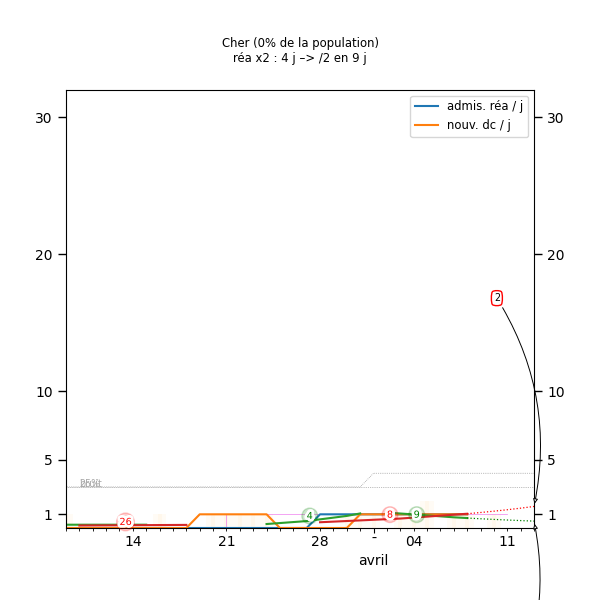 Cher (0% de la population)
réa x2 : 4 j –> /2 en 9 j
admis. réa / j
nouv. dc / j
30 30
20 20
2
10 10
5 5
1 26 4 8 9 1
14 21 28 - 04 11
avril